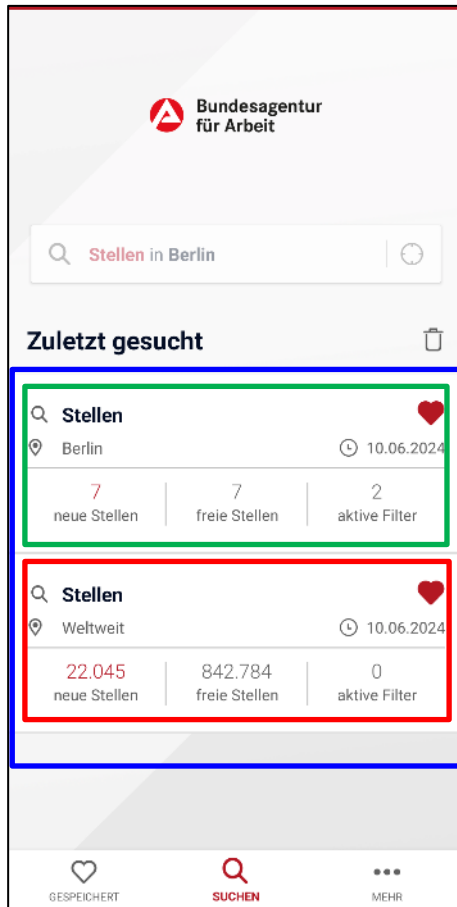 Bundesagentur
für Arbeit
Stellen in Berlin
Zuletzt gesucht
Stellen
Berlin 10.06.2024
7 7 2
neue Stellen freie Stellen aktive Filter
Stellen
Weltweit 10.06.2024
22.045 842.784 0
neue Stellen freie Stellen aktive Filter
GESPEICHERT SUCHEN MEHR